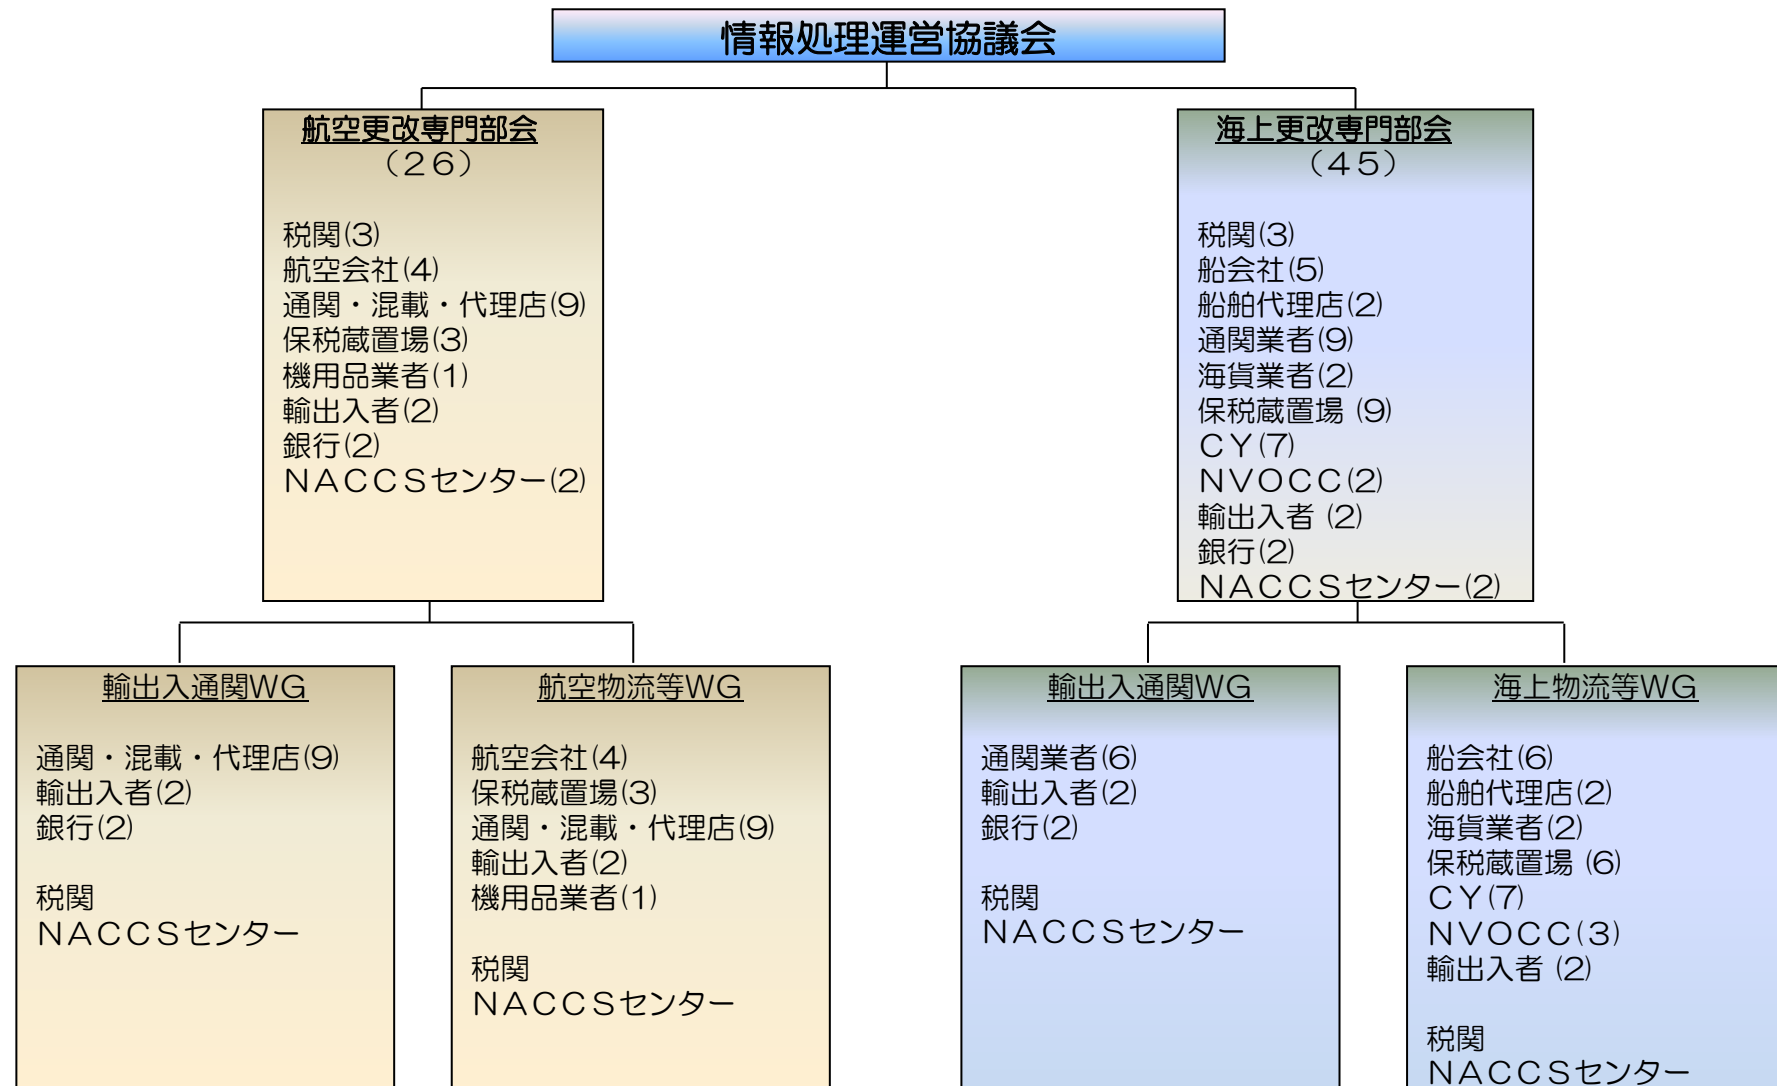 情報処理運営協議会
航空更改専門部会
（２６）
税関(3)
航空会社(4)
通関・混載・代理店(9)
保税蔵置場(3)
機用品業者(1)
輸出入者(2)
銀行(2)
ＮＡＣＣＳセンター(2)
海上更改専門部会
（４５）
税関(3)
船会社(5)
船舶代理店(2)
通関業者(9)
海貨業者(2)
保税蔵置場 (9)
ＣＹ(7)
ＮＶＯＣＣ(2)
輸出入者 (2)
銀行(2)
ＮＡＣＣＳセンター(2)
輸出入通関WG
通関・混載・代理店(9)
輸出入者(2)
銀行(2)
税関
ＮＡＣＣＳセンター
航空物流等WG
航空会社(4)
保税蔵置場(3)
通関・混載・代理店(9)
輸出入者(2)
機用品業者(1)
税関
ＮＡＣＣＳセンター
輸出入通関WG
通関業者(6)
輸出入者(2)
銀行(2)
税関
ＮＡＣＣＳセンター
海上物流等WG
船会社(6)
船舶代理店(2)
海貨業者(2)
保税蔵置場 (6)
ＣＹ(7)
ＮＶＯＣＣ(3)
輸出入者 (2)
税関
ＮＡＣＣＳセンター